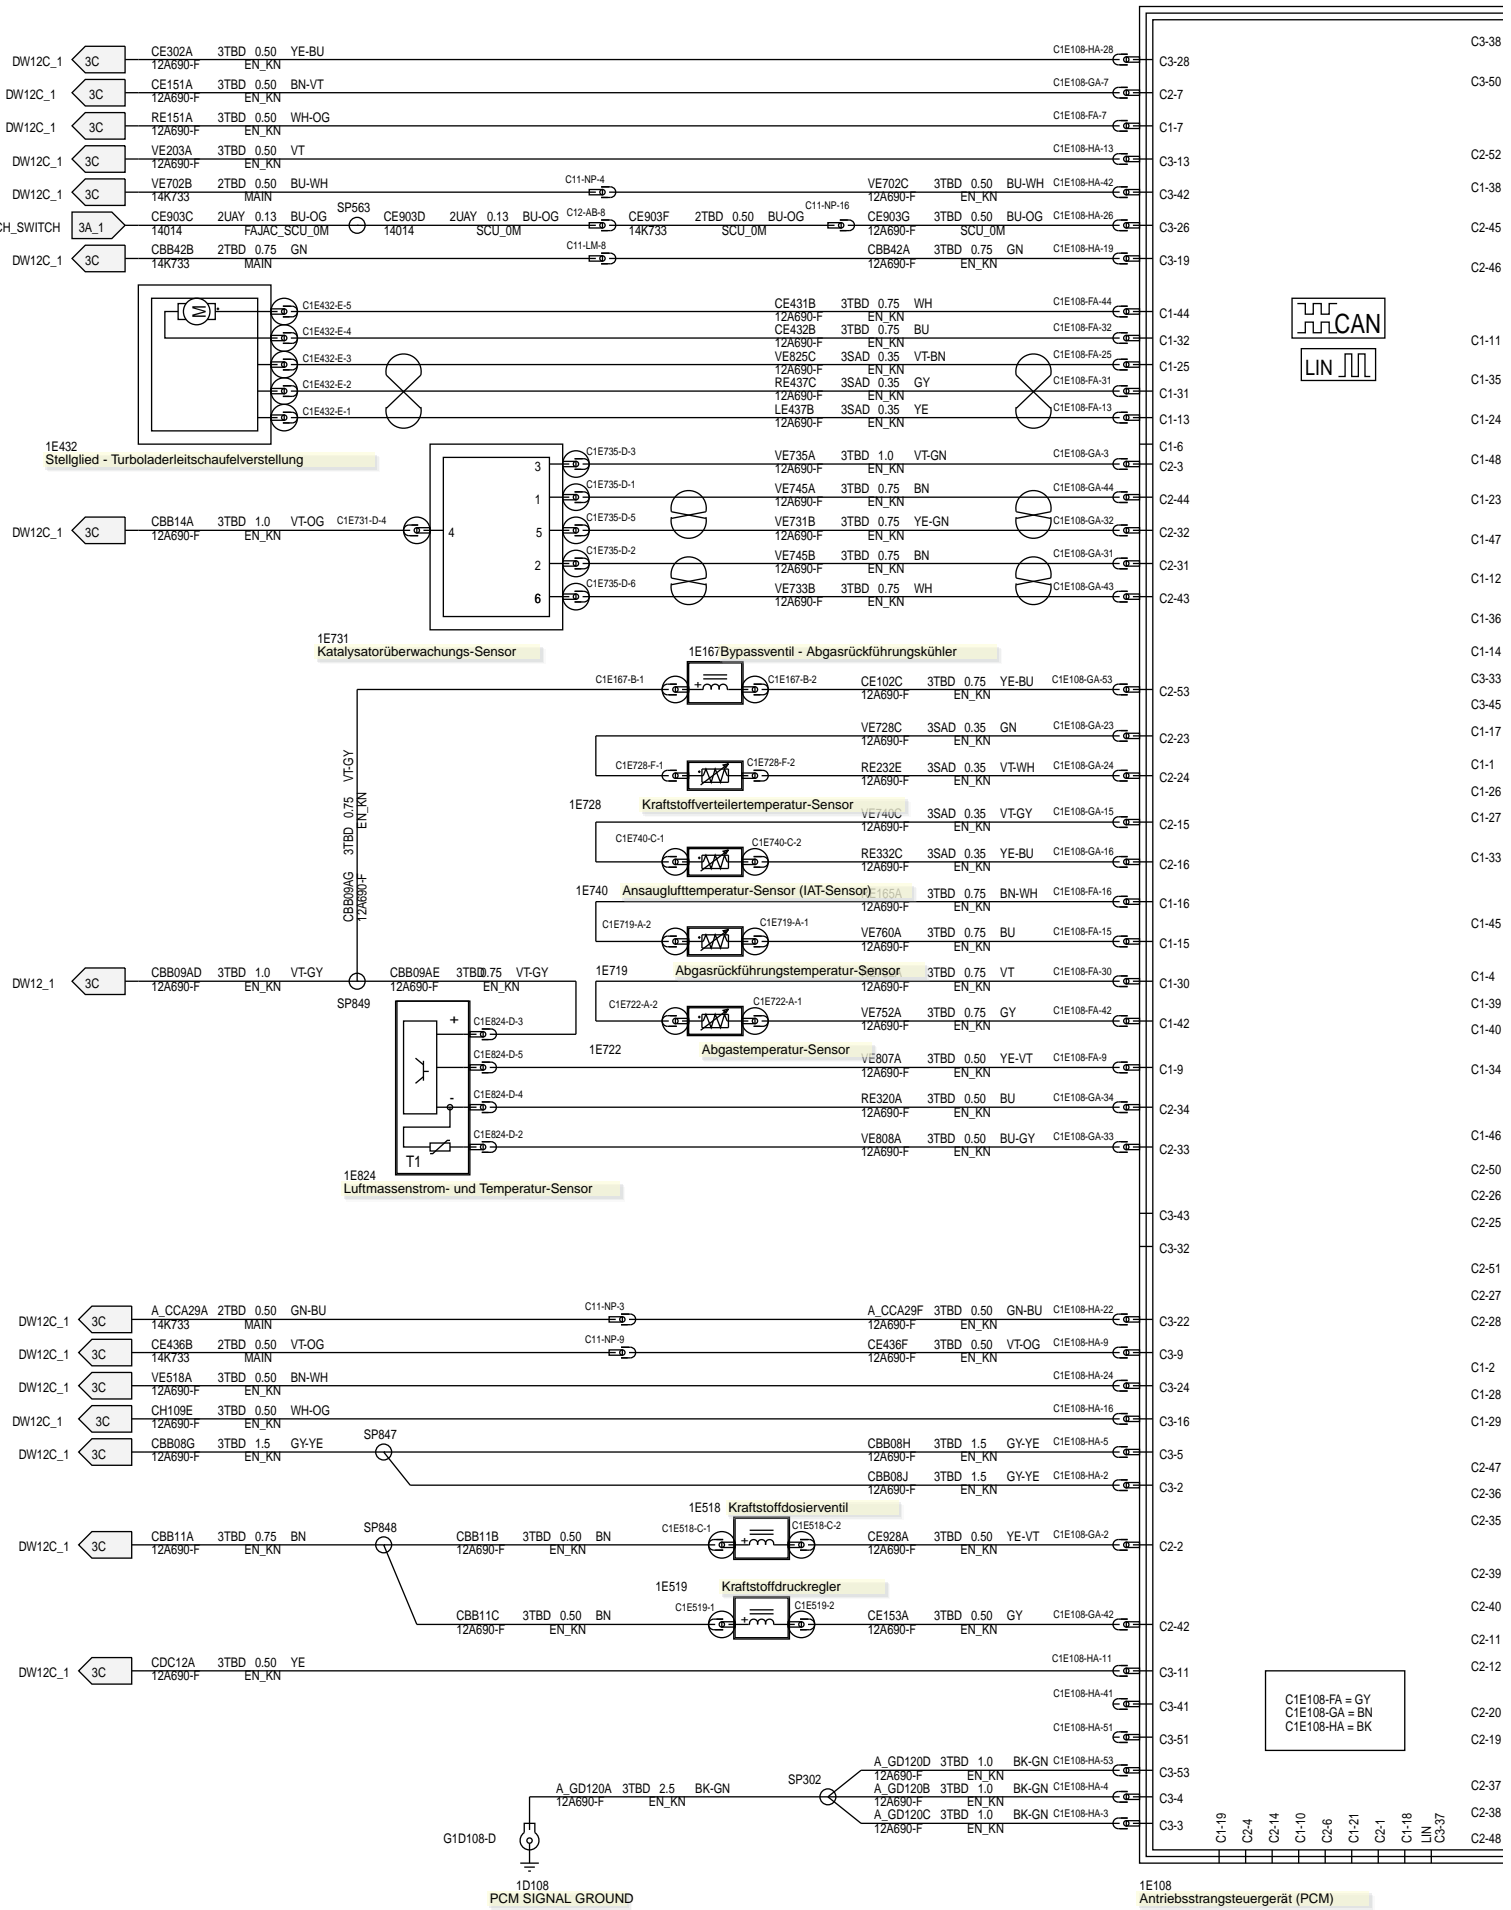 DW12C_1 3C CE302A 3TBD 0.50 YE-BU C1E108-HA-28 C3-28 C3-38
12A690-F EN_KN
DW12C_1 3C CE151A 3TBD 0.50 BN-VT C1E108-GA-7 C2-7 C3-50
12A690-F EN_KN
DW12C_1 3C RE151A 3TBD 0.50 WH-OG C1E108-FA-7 C1-7
12A690-F EN_KN
DW12C_1 3C VE203A 3TBD 0.50 VT C1E108-HA-13 C3-13 C2-52
12A690-F EN_KN
DW12C_1 3C VE702B 2TBD 0.50 BU-WH C11-NP-4 VE702C 3TBD 0.50 BU-WH C1E108-HA-42 C3-42 C1-38
14K733 MAIN 12A690-F EN_KN
CH_SWITCH 3A_1 CE903C 2UAY 0.13 BU-OG SP563 CE903D 2UAY 0.13 BU-OG C12-AB-8 CE903F 2TBD 0.50 BU-OG C11-NP-16 CE903G 3TBD 0.50 BU-OG C1E108-HA-26 C3-26 C2-45
14014 FAJAC_SCU_0M 14014 SCU_0M 14K733 SCU_0M 12A690-F SCU_0M
DW12C_1 3C CBB42B 2TBD 0.75 GN C11-LM-8 CBB42A 3TBD 0.75 GN C1E108-HA-19 C3-19 C2-46
14K733 MAIN 12A690-F EN_KN
M C1E432-E-5 CE431B 3TBD 0.75 WH C1E108-FA-44 C1-44
12A690-F EN_KN
CAN
C1E432-E-4 CE432B 3TBD 0.75 BU C1E108-FA-32 C1-32 C1-11
12A690-F EN_KN
C1E432-E-3 VE825C 3SAD 0.35 VT-BN C1E108-FA-25 C1-25
12A690-F EN_KN
LIN
C1E432-E-2 RE437C 3SAD 0.35 GY C1E108-FA-31 C1-31 C1-35
12A690-F EN_KN
C1E432-E-1 LE437B 3SAD 0.35 YE C1E108-FA-13 C1-13 C1-24
12A690-F EN_KN
1E432
Stellglied - Turboladerleitschaufelverstellung
C1-6
3 C1E735-D-3 VE735A 3TBD 1.0 VT-GN C1E108-GA-3 C2-3 C1-48
12A690-F EN_KN
1 C1E735-D-1 VE745A 3TBD 0.75 BN C1E108-GA-44 C2-44 C1-23
12A690-F EN_KN
DW12C_1 3C CBB14A 3TBD 1.0 VT-OG C1E731-D-4 4 5 C1E735-D-5 VE731B 3TBD 0.75 YE-GN C1E108-GA-32 C2-32 C1-47
12A690-F EN_KN 12A690-F EN_KN
2 C1E735-D-2 VE745B 3TBD 0.75 BN C1E108-GA-31 C2-31 C1-12
12A690-F EN_KN
6 C1E735-D-6 VE733B 3TBD 0.75 WH C1E108-GA-43 C2-43 C1-36
12A690-F EN_KN
1E731
Katalysatorüberwachungs-Sensor
1E167 Bypassventil - Abgasrückführungskühler C1-14
C1E167-B-1 C1E167-B-2 CE102C 3TBD 0.75 YE-BU C1E108-GA-53 C2-53 C3-33
12A690-F EN_KN
C3-45
VE728C 3SAD 0.35 GN C1E108-GA-23 C2-23 C1-17
12A690-F EN_KN
C1E728-F-1 C1E728-F-2 RE232E 3SAD 0.35 VT-WH C1E108-GA-24 C2-24 C1-1
12A690-F EN_KN
C1-26
1E728 Kraftstoffverteilertemperatur-Sensor
CBB09AG 3TBD 0.75 VT-GY
12A690-F EN_KN
VE740C 3SAD 0.35 VT-GY C1E108-GA-15 C2-15 C1-27
12A690-F EN_KN
C1E740-C-1 C1E740-C-2 RE332C 3SAD 0.35 YE-BU C1E108-GA-16 C2-16 C1-33
12A690-F EN_KN
1E740 Ansauglufttemperatur-Sensor (IAT-Sensor)
3TBD 0.75 BN-WH C1E108-FA-16 C1-16
12A690-F EN_KN
C1E719-A-2 C1E719-A-1 VE760A 3TBD 0.75 BU C1E108-FA-15 C1-15 C1-45
12A690-F EN_KN
DW12_1 3C CBB09AD 3TBD 1.0 VT-GY SP849 CBB09AE 3TBD 0.75 VT-GY
12A690-F EN_KN 12A690-F EN_KN
1E719 Abgasrückführungstemperatur-Sensor 3TBD 0.75 VT C1E108-FA-30 C1-30 C1-4
12A690-F EN_KN
C1E722-A-2 C1E722-A-1 VE752A 3TBD 0.75 GY C1E108-FA-42 C1-42 C1-39
12A690-F EN_KN
C1-40
1E722 Abgastemperatur-Sensor
+ C1E824-D-3
C1E824-D-5 VE807A 3TBD 0.50 YE-VT C1E108-FA-9 C1-9 C1-34
12A690-F EN_KN
- C1E824-D-4 RE320A 3TBD 0.50 BU C1E108-GA-34 C2-34
12A690-F EN_KN
C1E824-D-2 VE808A 3TBD 0.50 BU-GY C1E108-GA-33 C2-33 C1-46
12A690-F EN_KN
T1
1E824
Luftmassenstrom- und Temperatur-Sensor
C2-50
C2-26
C3-43 C2-25
C3-32 C2-51
C2-27
DW12C_1 3C A_CCA29A 2TBD 0.50 GN-BU C11-NP-3 A_CCA29F 3TBD 0.50 GN-BU C1E108-HA-22 C3-22 C2-28
14K733 MAIN 12A690-F EN_KN
DW12C_1 3C CE436B 2TBD 0.50 VT-OG C11-NP-9 CE436F 3TBD 0.50 VT-OG C1E108-HA-9 C3-9 C1-2
14K733 MAIN 12A690-F EN_KN
DW12C_1 3C VE518A 3TBD 0.50 BN-WH C1E108-HA-24 C3-24 C1-28
12A690-F EN_KN
DW12C_1 3C CH109E 3TBD 0.50 WH-OG C1E108-HA-16 C3-16 C1-29
12A690-F EN_KN
DW12C_1 3C CBB08G 3TBD 1.5 GY-YE SP847 CBB08H 3TBD 1.5 GY-YE C1E108-HA-5 C3-5 C2-47
12A690-F EN_KN 12A690-F EN_KN
CBB08J 3TBD 1.5 GY-YE C1E108-HA-2 C3-2 C2-36
12A690-F EN_KN
1E518 Kraftstoffdosierventil C2-35
DW12C_1 3C CBB11A 3TBD 0.75 BN SP848 CBB11B 3TBD 0.50 BN C1E518-C-1 C1E518-C-2 CE928A 3TBD 0.50 YE-VT C1E108-GA-2 C2-2
12A690-F EN_KN 12A690-F EN_KN 12A690-F EN_KN
1E519 Kraftstoffdruckregler C2-39
CBB11C 3TBD 0.50 BN C1E519-1 C1E519-2 CE153A 3TBD 0.50 GY C1E108-GA-42 C2-42 C2-40
12A690-F EN_KN 12A690-F EN_KN
C2-11
DW12C_1 3C CDC12A 3TBD 0.50 YE C1E108-HA-11 C3-11 C2-12
12A690-F EN_KN
C1E108-HA-41 C3-41
C1E108-FA = GY
C1E108-GA = BN
C1E108-HA = BK
C2-20
C1E108-HA-51 C3-51 C2-19
A_GD120D 3TBD 1.0 BK-GN C1E108-HA-53 C3-53
12A690-F EN_KN
A_GD120A 3TBD 2.5 BK-GN SP302 A_GD120B 3TBD 1.0 BK-GN C1E108-HA-4 C3-4 C2-37
12A690-F EN_KN 12A690-F EN_KN
A_GD120C 3TBD 1.0 BK-GN C1E108-HA-3 C3-3 C2-38
12A690-F EN_KN
C1-19 C2-4 C2-14 C1-10 C2-6 C1-21 C2-1 C1-18 LIN C3-37 C2-48
G1D108-D
1D108
PCM SIGNAL GROUND
1E108
Antriebsstrangsteuergerät (PCM)